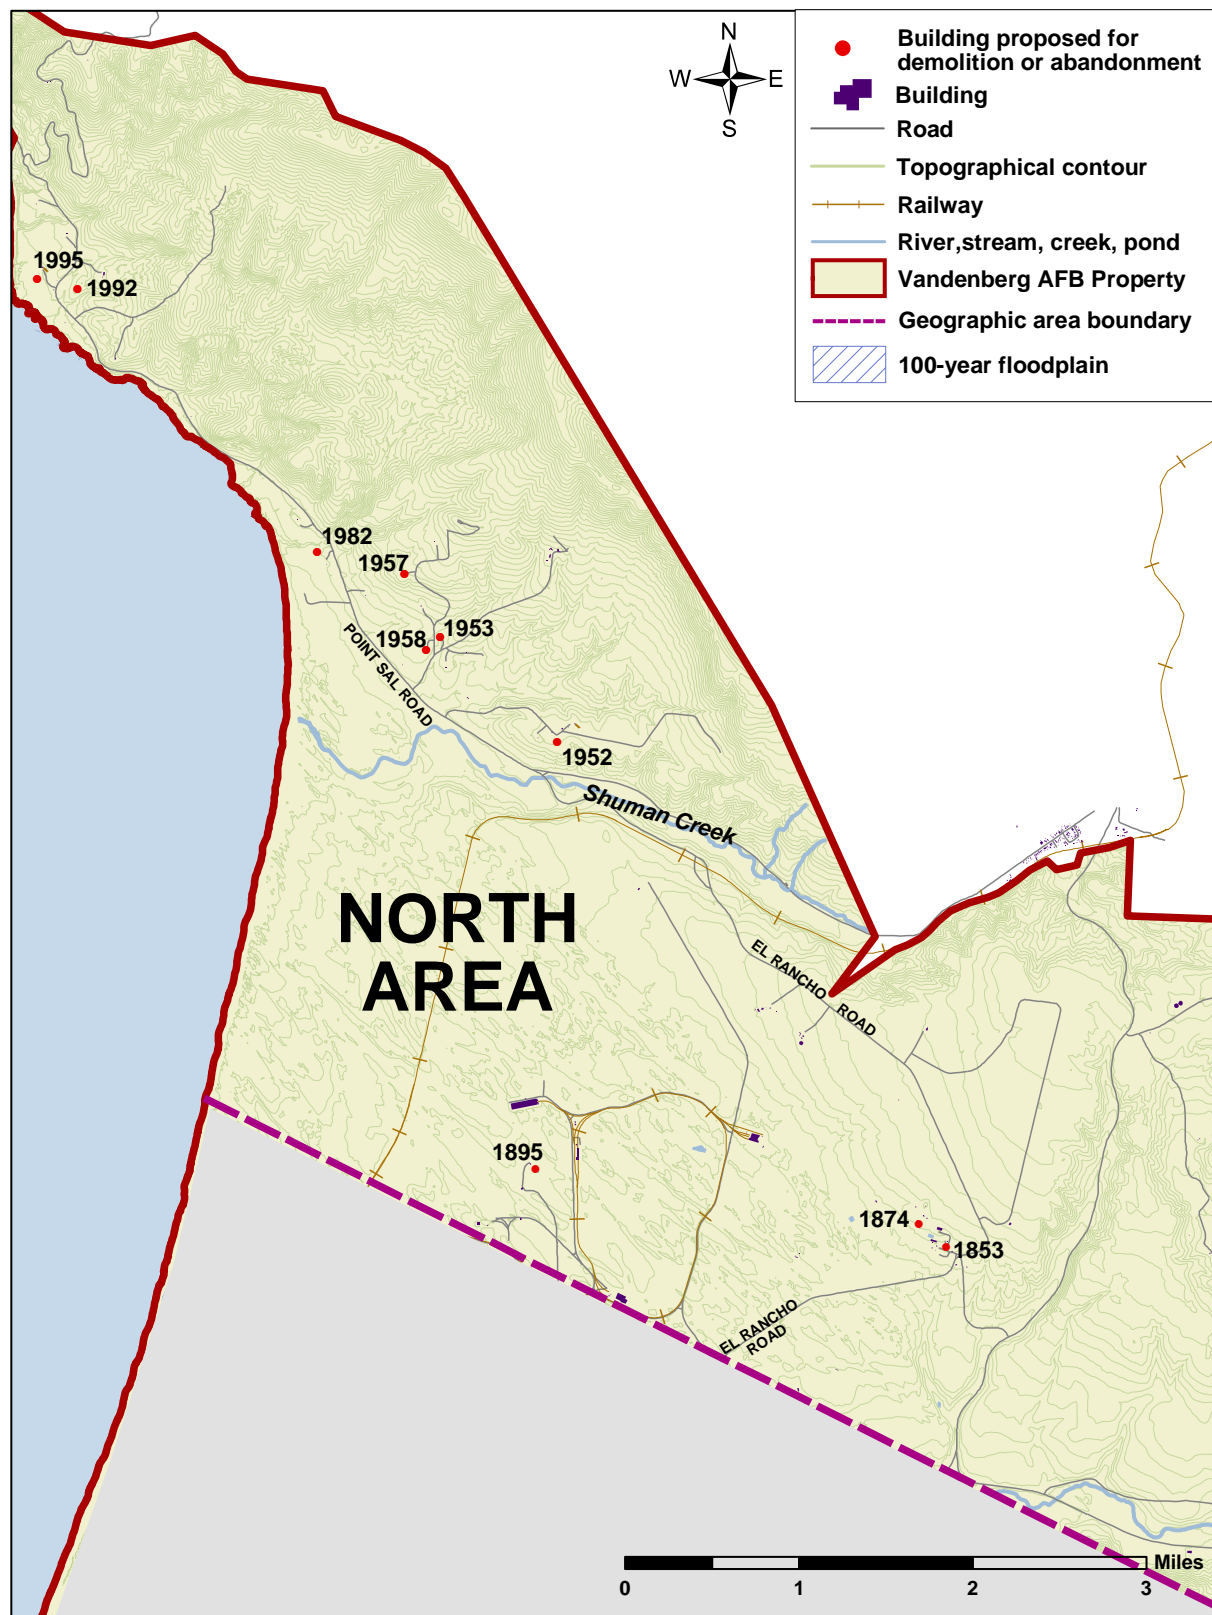 N
W
E
S
Building proposed for
demolition or abandonment
Building
Road
Topographical contour
Railway
River,stream, creek, pond
Vandenberg AFB Property
Geographic area boundary
100-year floodplain
1995
1992
1982
1957
1953
1958
POINT SAL ROAD
1952
Shuman Creek
NORTH
AREA
EL RANCHO ROAD
1895
1874
1853
EL RANCHO
ROAD
Miles
0
1
2
3